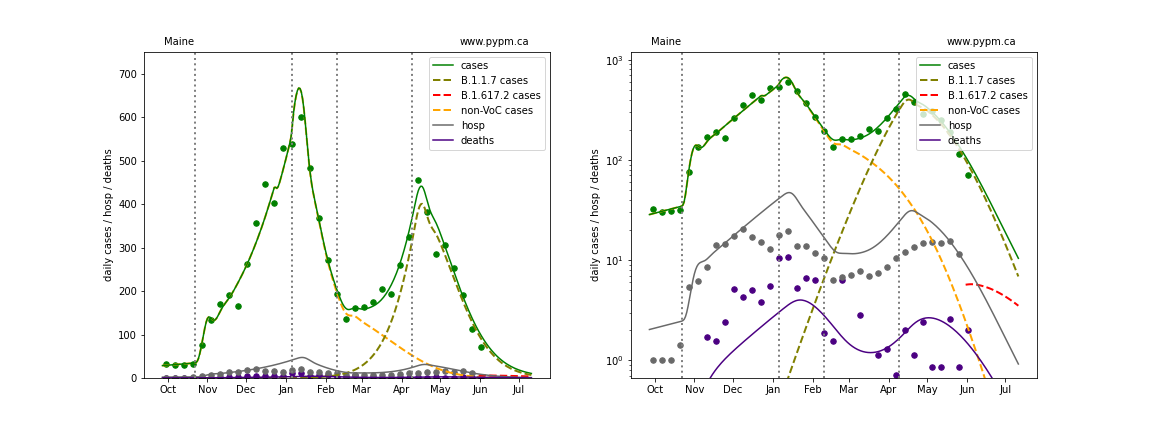 Maine
www.pypm.ca
daily cases / hosp / deaths
700
600
500
400
300
200
100
0
cases
B.1.1.7 cases
B.1.617.2 cases
non-VoC cases
hosp
deaths
Oct Nov Dec Jan Feb Mar Apr May Jun Jul
Maine
www.pypm.ca
daily cases / hosp / deaths
10³
10²
10¹
10⁰
cases
B.1.1.7 cases
B.1.617.2 cases
non-VoC cases
hosp
deaths
Oct Nov Dec Jan Feb Mar Apr May Jun Jul